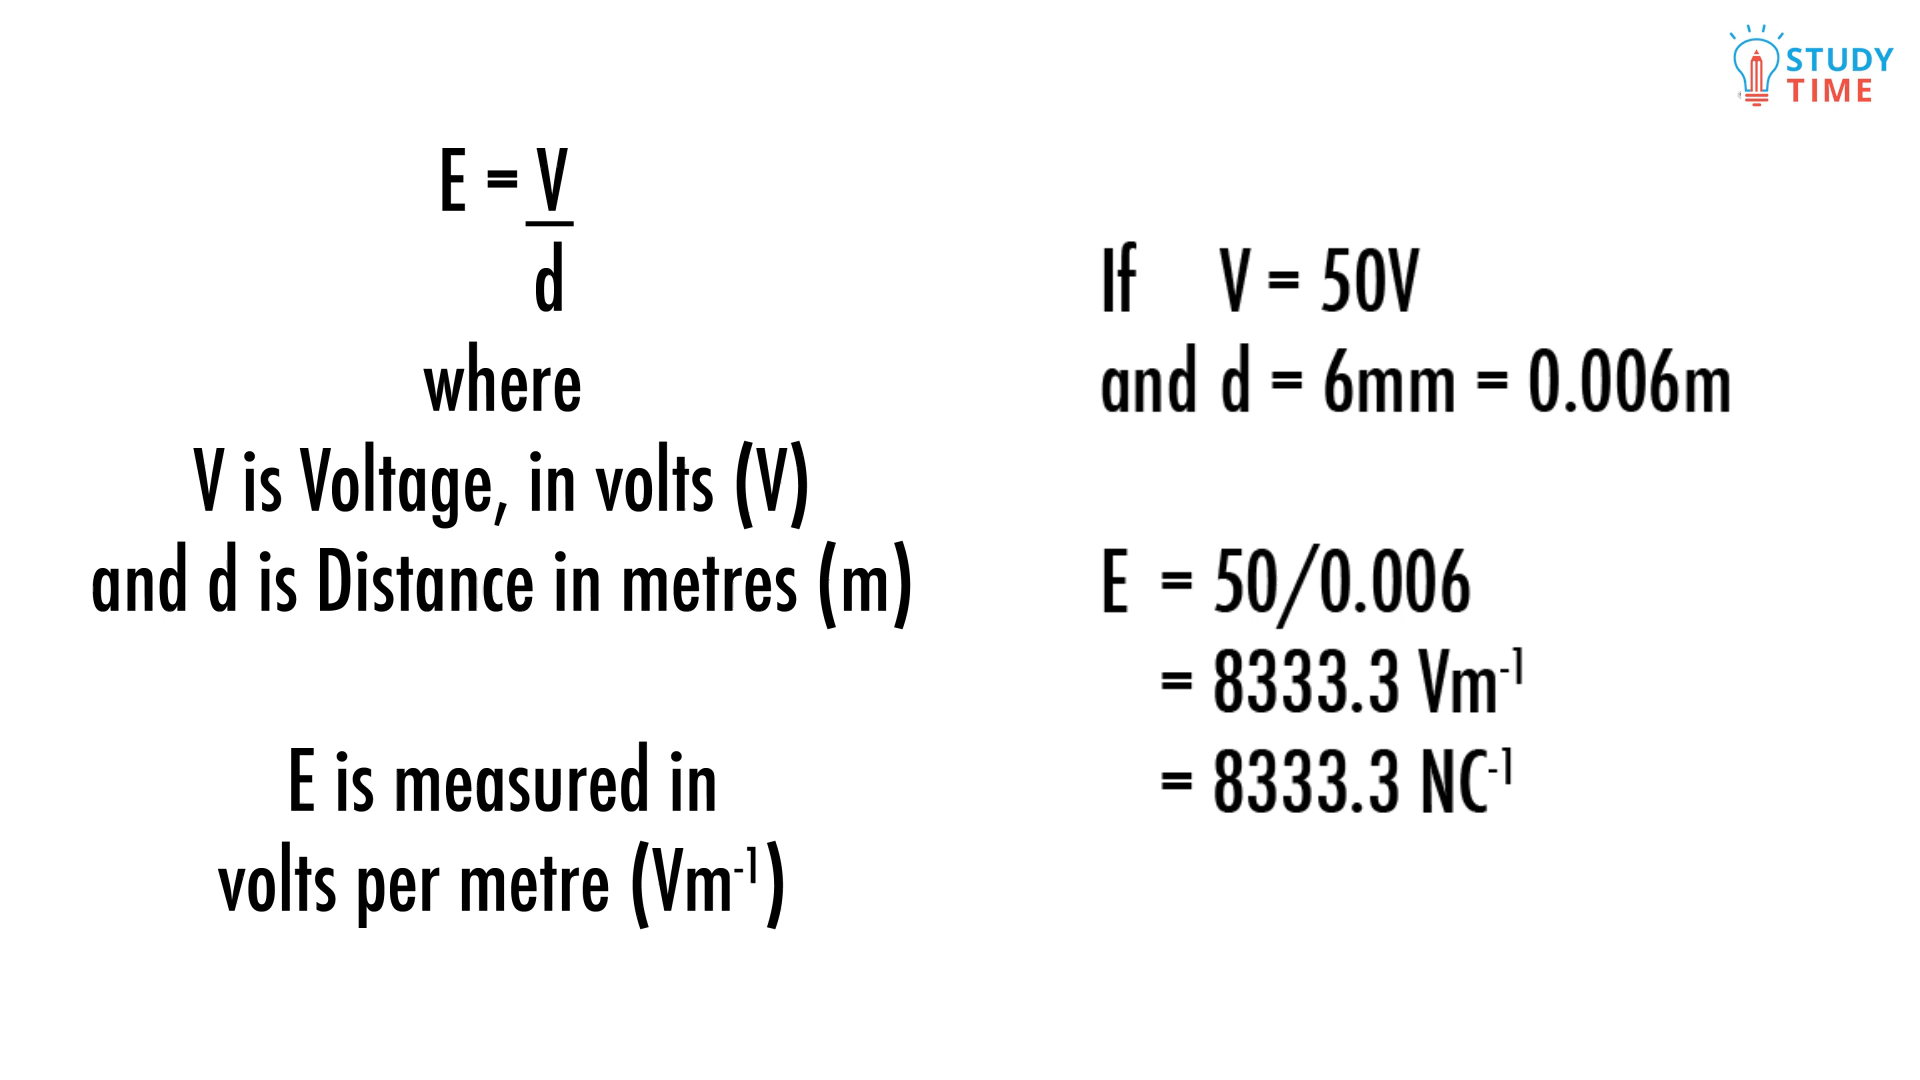 STUDY
TIME
E = V
d
where
V is Voltage, in volts (V)
and d is Distance in metres (m)
E is measured in
volts per metre (Vm⁻¹)
If V = 50V
and d = 6mm = 0.006m
E = 50/0.006
= 8333.3 Vm⁻¹
= 8333.3 NC⁻¹